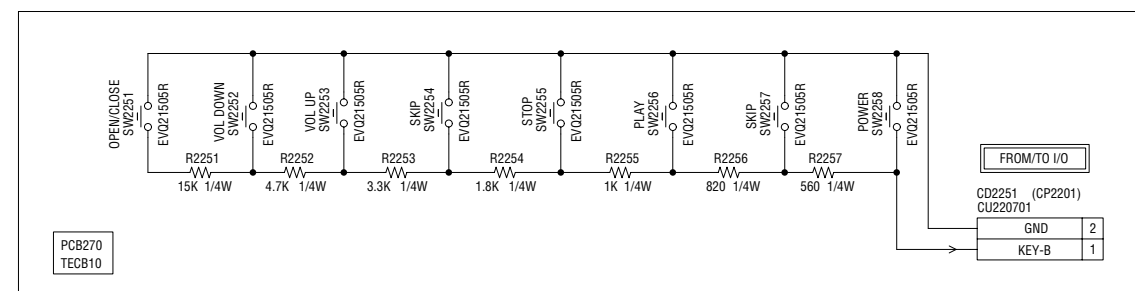 OPEN/CLOSE
SW2251
EVQ21505R
VOL DOWN
SW2252
EVQ21505R
VOL UP
SW2253
EVQ21505R
SKIP
SW2254
EVQ21505R
STOP
SW2255
EVQ21505R
PLAY
SW2256
EVQ21505R
SKIP
SW2257
EVQ21505R
POWER
SW2258
EVQ21505R
R2251
15K 1/4W
R2252
4.7K 1/4W
R2253
3.3K 1/4W
R2254
1.8K 1/4W
R2255
1K 1/4W
R2256
820 1/4W
R2257
560 1/4W
FROM/TO I/O
CD2251 (CP2201)
CU220701
GND 2
KEY-B 1
PCB270
TECB10